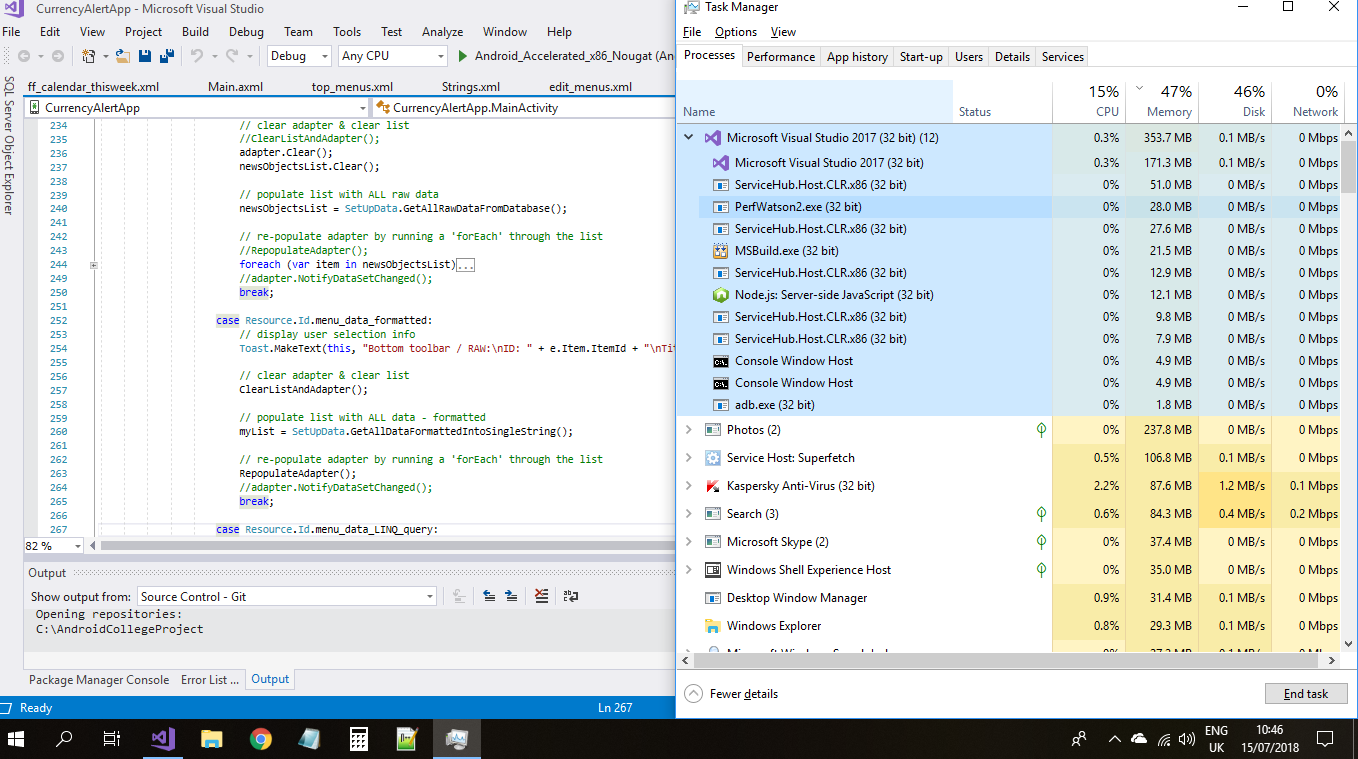 CurrencyAlertApp - Microsoft Visual Studio
File Edit View Project Build Debug Team Tools Test Analyze Window Help
Debug Any CPU Android_Accelerated_x86_Nougat (An
SQL Server Object Explorer
ff_calendar_thisweek.xml Main.axml top_menus.xml Strings.xml edit_menus.xml
CurrencyAlertApp CurrencyAlertApp.MainActivity
234 // clear adapter & clear list
235 //ClearListAndAdapter();
236 adapter.Clear();
237 newsObjectsList.Clear();
238
239 // populate list with ALL raw data
240 newsObjectsList = SetUpData.GetAllRawDataFromDatabase();
241
242 // re-populate adapter by running a 'forEach' through the list
243 //RepopulateAdapter();
244 foreach (var item in newsObjectsList)...
249 //adapter.NotifyDataSetChanged();
250 break;
251
252 case Resource.Id.menu_data_formatted:
253 // display user selection info
254 Toast.MakeText(this, "Bottom toolbar / RAW:\nID: " + e.Item.ItemId + "\nTit
255
256 // clear adapter & clear list
257 ClearListAndAdapter();
258
259 // populate list with ALL data - formatted
260 myList = SetUpData.GetAllDataFormattedIntoSingleString();
261
262 // re-populate adapter by running a 'forEach' through the list
263 RepopulateAdapter();
264 //adapter.NotifyDataSetChanged();
265 break;
266
267 case Resource.Id.menu_data_LINQ_query:
82 %
Output
Show output from: Source Control - Git
Opening repositories:
C:\AndroidCollegeProject
Package Manager Console Error List ... Output
Ready Ln 267
Task Manager
File Options View
Processes Performance App history Start-up Users Details Services
15% 47% 46% 0%
Name Status CPU Memory Disk Network
Microsoft Visual Studio 2017 (32 bit) (12) 0.3% 353.7 MB 0.1 MB/s 0 Mbps
Microsoft Visual Studio 2017 (32 bit) 0.3% 171.3 MB 0.1 MB/s 0 Mbps
ServiceHub.Host.CLR.x86 (32 bit) 0% 51.0 MB 0 MB/s 0 Mbps
PerfWatson2.exe (32 bit) 0% 28.0 MB 0 MB/s 0 Mbps
ServiceHub.Host.CLR.x86 (32 bit) 0% 27.6 MB 0 MB/s 0 Mbps
MSBuild.exe (32 bit) 0% 21.5 MB 0 MB/s 0 Mbps
ServiceHub.Host.CLR.x86 (32 bit) 0% 12.9 MB 0 MB/s 0 Mbps
Node.js: Server-side JavaScript (32 bit) 0% 12.1 MB 0 MB/s 0 Mbps
ServiceHub.Host.CLR.x86 (32 bit) 0% 9.8 MB 0 MB/s 0 Mbps
ServiceHub.Host.CLR.x86 (32 bit) 0% 7.9 MB 0 MB/s 0 Mbps
Console Window Host 0% 4.9 MB 0 MB/s 0 Mbps
Console Window Host 0% 4.9 MB 0 MB/s 0 Mbps
adb.exe (32 bit) 0% 1.8 MB 0 MB/s 0 Mbps
Photos (2) 0% 237.8 MB 0 MB/s 0 Mbps
Service Host: Superfetch 0.5% 106.8 MB 0.1 MB/s 0 Mbps
Kaspersky Anti-Virus (32 bit) 2.2% 87.6 MB 1.2 MB/s 0.1 Mbps
Search (3) 0.6% 84.3 MB 0.4 MB/s 0.2 Mbps
Microsoft Skype (2) 0% 37.4 MB 0 MB/s 0 Mbps
Windows Shell Experience Host 0% 35.0 MB 0 MB/s 0 Mbps
Desktop Window Manager 0.9% 31.4 MB 0.1 MB/s 0 Mbps
Windows Explorer 0.8% 29.3 MB 0.1 MB/s 0 Mbps
Fewer details End task
ENG 10:46
UK 15/07/2018